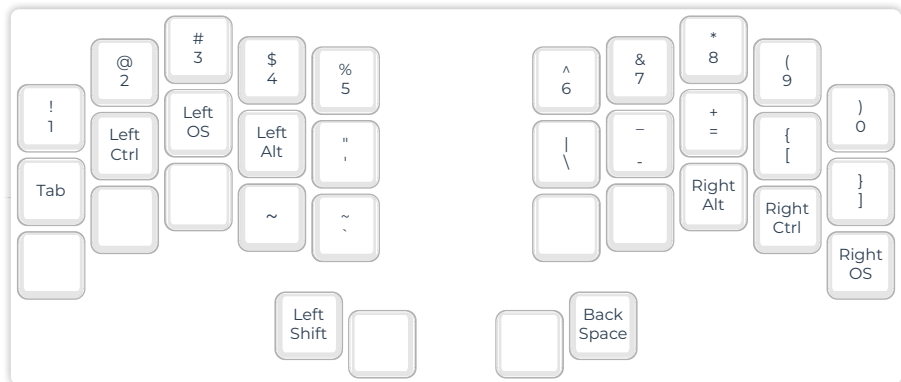 !
1
@
2
#
3
$
4
%
5
^
6
&
7
*
8
(
9
)
0
Tab
Left
Ctrl
Left
OS
Left
Alt
"
'
|
\
_
-
+
=
{
[
}
]
~
~
`
Right
Alt
Right
Ctrl
Right
OS
Left
Shift
Back
Space